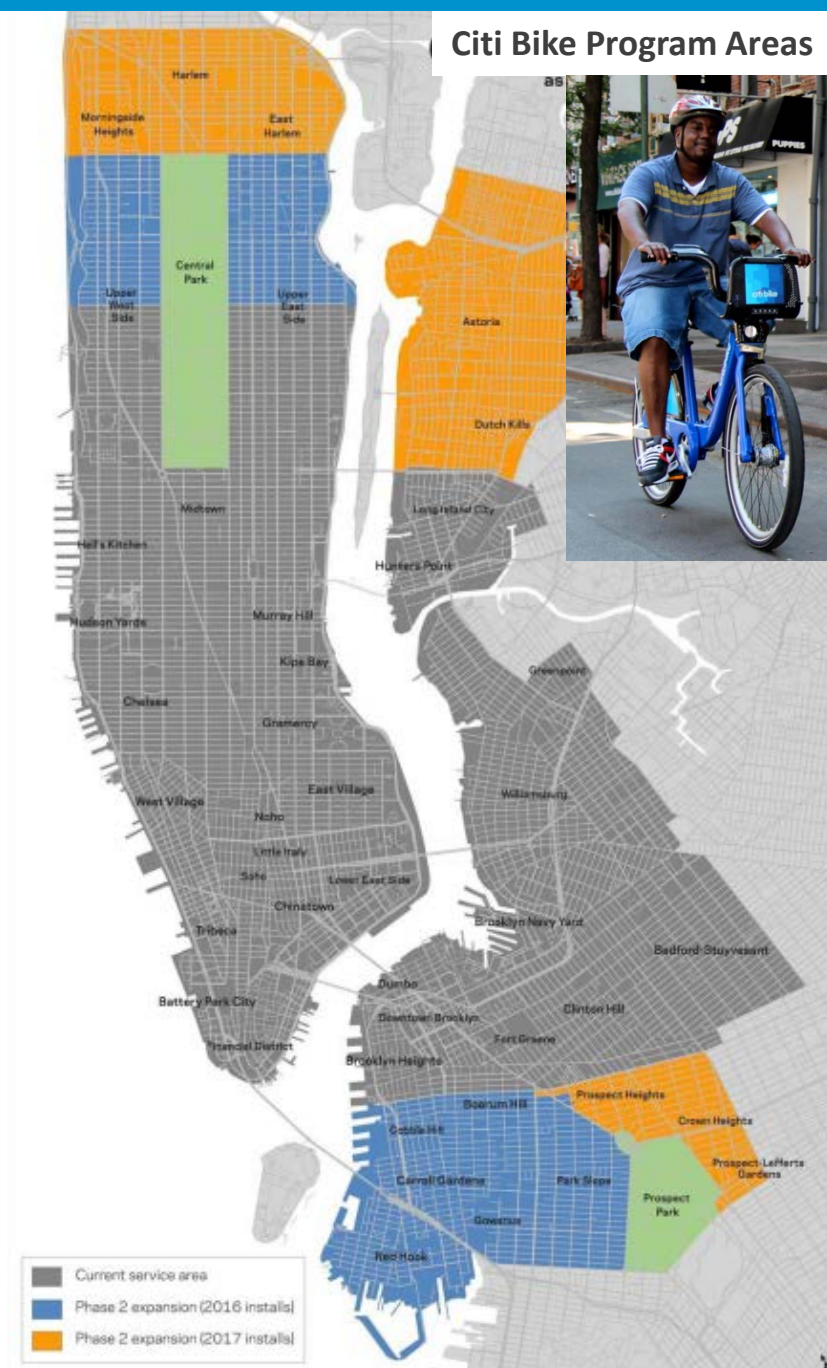 Citi Bike Program Areas
as
PUPPIES
citibike
Harlem
Morningside
Heights
East
Harlem
Central
Park
Upper
West
Side
Upper
East
Side
Astoria
Dutch Kills
Midtown
Long Island City
Hell's Kitchen
Hunters Point
Hudson Yards
Murray Hill
Kips Bay
Greenpoint
Chelsea
Gramercy
West Village
East Village
Williamsburg
Noho
Little Italy
Soho
Lower East Side
Chinatown
Tribeca
Brooklyn Navy Yard
Bedford-Stuyvesant
Dumbo
Battery Park City
Downtown Brooklyn
Clinton Hill
Financial District
Fort Greene
Brooklyn Heights
Boerum Hill
Prospect Heights
Cobble Hill
Crown Heights
Carroll Gardens
Park Slope
Prospect-Lefferts
Gardens
Prospect
Park
Gowanus
Red Hook
Current service area
Phase 2 expansion (2016 installs)
Phase 2 expansion (2017 installs)